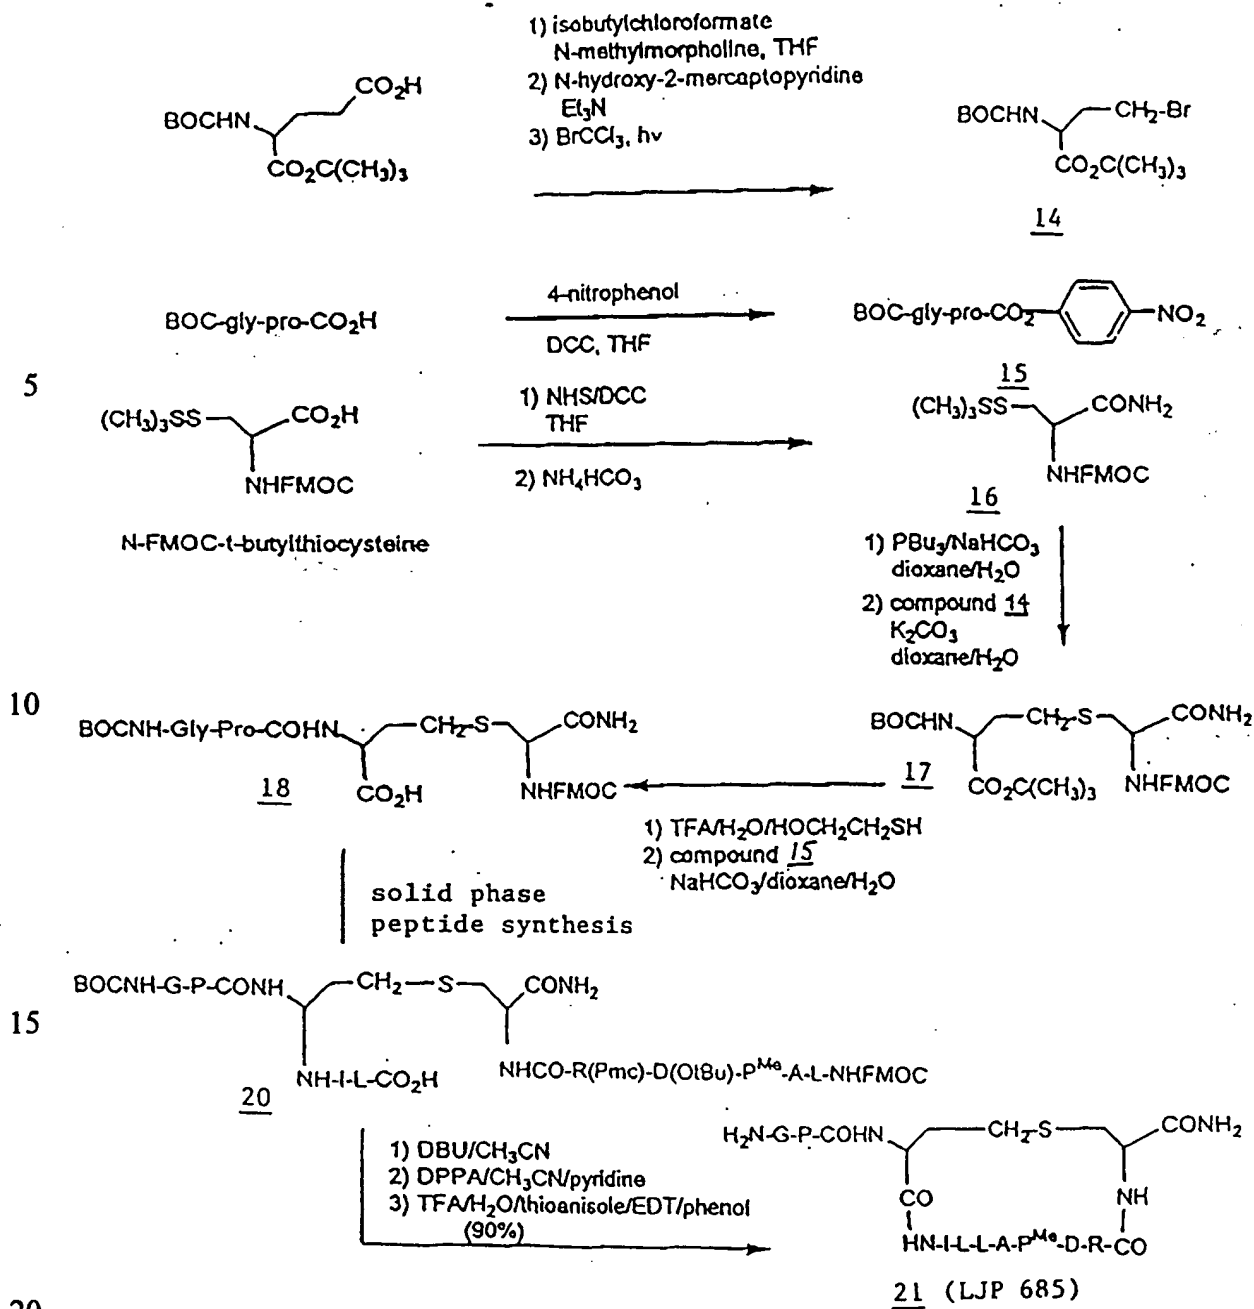 1) isobutylchloroformate
N-methylmorpholine, THF
2) N-hydroxy-2-mercaptopyridine
Et₃N
3) BrCCl₃, hv
CO₂H
BOCHN
CO₂C(CH₃)₃
BOCHN
CH₂-Br
CO₂C(CH₃)₃
14
BOC-gly-pro-CO₂H
4-nitrophenol
DCC, THF
BOC-gly-pro-CO₂
NO₂
15
5
(CH₃)₃SS
CO₂H
NHFMOC
N-FMOC-t-butylthiocysteine
1) NHS/DCC
THF
2) NH₄HCO₃
(CH₃)₃SS
CONH₂
NHFMOC
16
1) PBu₃/NaHCO₃
dioxane/H₂O
2) compound 14
K₂CO₃
dioxane/H₂O
10
BOCNH-Gly-Pro-COHN
CH₂-S
CONH₂
CO₂H
NHFMOC
18
BOCHN
CH₂-S
CONH₂
CO₂C(CH₃)₃
NHFMOC
17
1) TFA/H₂O/HOCH₂CH₂SH
2) compound 15
NaHCO₃/dioxane/H₂O
solid phase
peptide synthesis
BOCNH-G-P-CONH
CH₂—S
CONH₂
15
NH-I-L-CO₂H
NHCO-R(Pmc)-D(OtBu)-Pᴹᵉ-A-L-NHFMOC
20
1) DBU/CH₃CN
2) DPPA/CH₃CN/pyridine
3) TFA/H₂O/thioanisole/EDT/phenol
(90%)
H₂N-G-P-COHN
CH₂-S
CONH₂
CO
NH
HN-I-L-L-A-Pᴹᵉ-D-R-CO
21 (LJP 685)
20